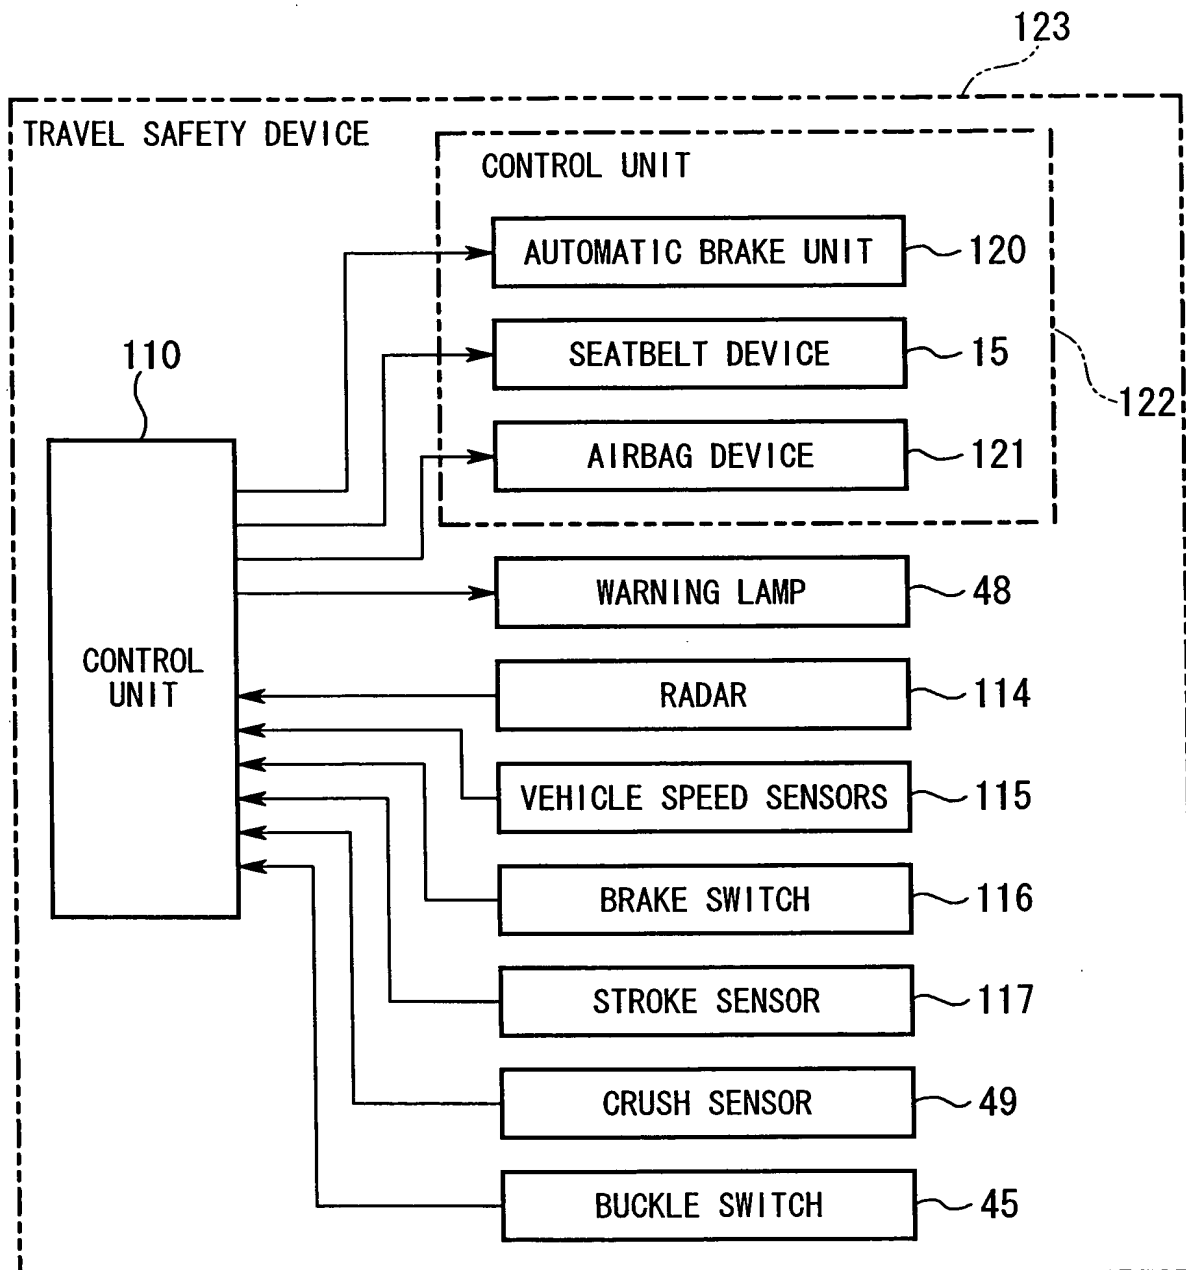 123
TRAVEL SAFETY DEVICE
CONTROL UNIT
AUTOMATIC BRAKE UNIT
120
SEATBELT DEVICE
15
110
122
AIRBAG DEVICE
121
WARNING LAMP
48
CONTROL
UNIT
RADAR
114
VEHICLE SPEED SENSORS
115
BRAKE SWITCH
116
STROKE SENSOR
117
CRUSH SENSOR
49
BUCKLE SWITCH
45